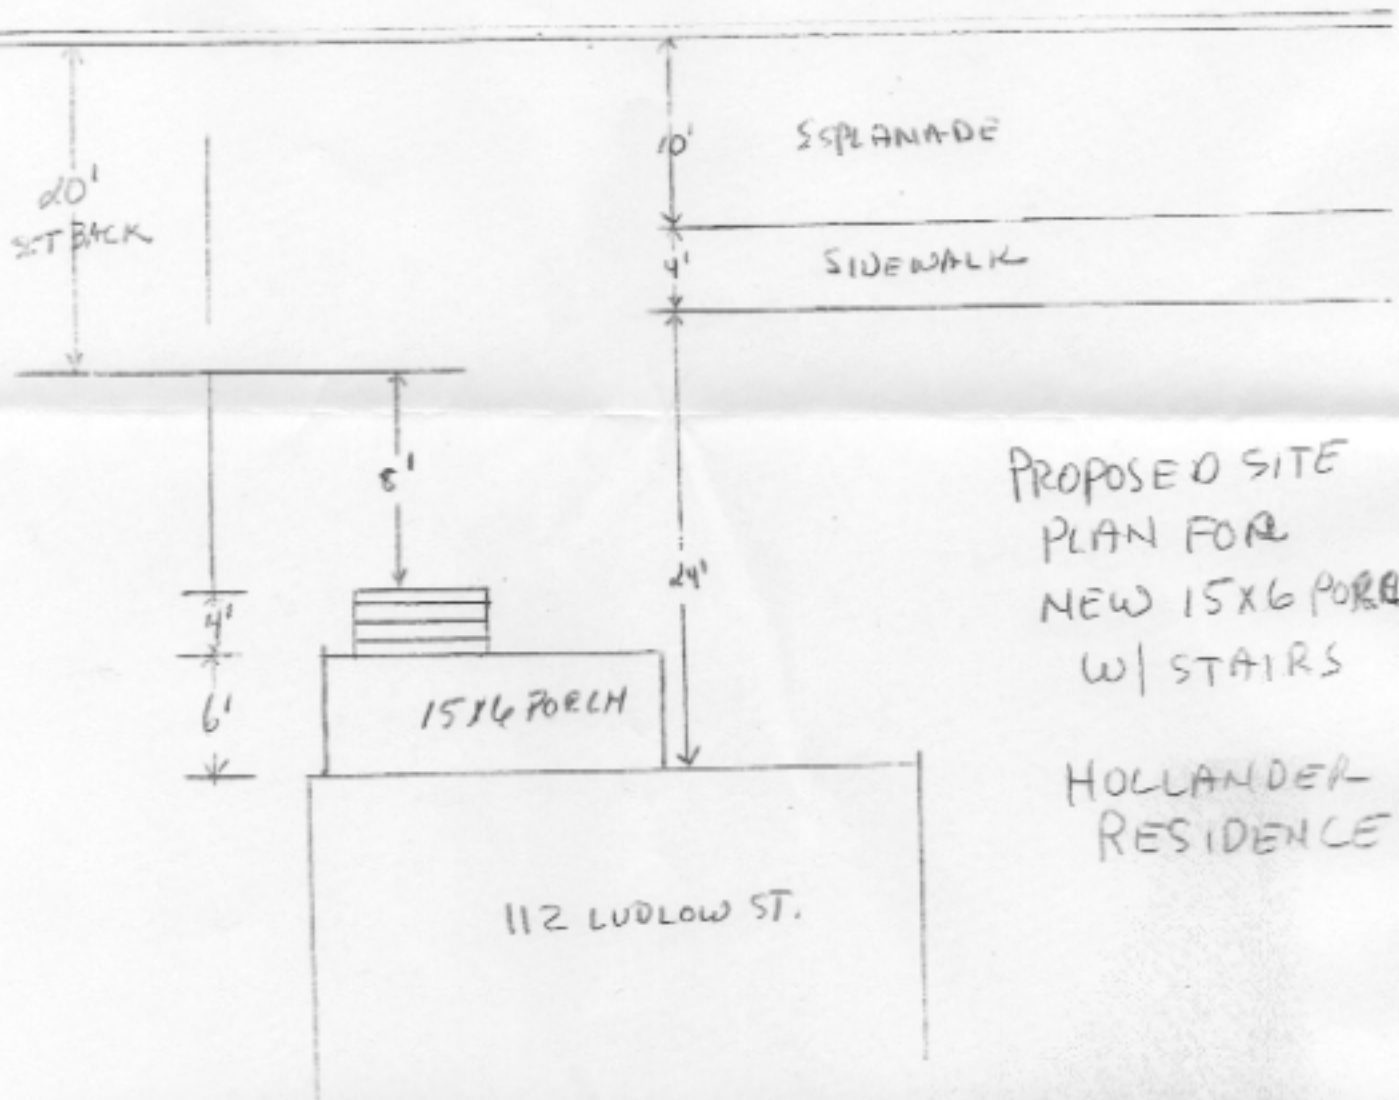 10'
ESPLANADE
20'
SET BACK
4'
SIDEWALK
8'
PROPOSED SITE
PLAN FOR
NEW 15X6
W/ STAIRS
24'
4'
6'
15X6 PORCH
HOLLANDER
RESIDENCE
112 LUDLOW ST.